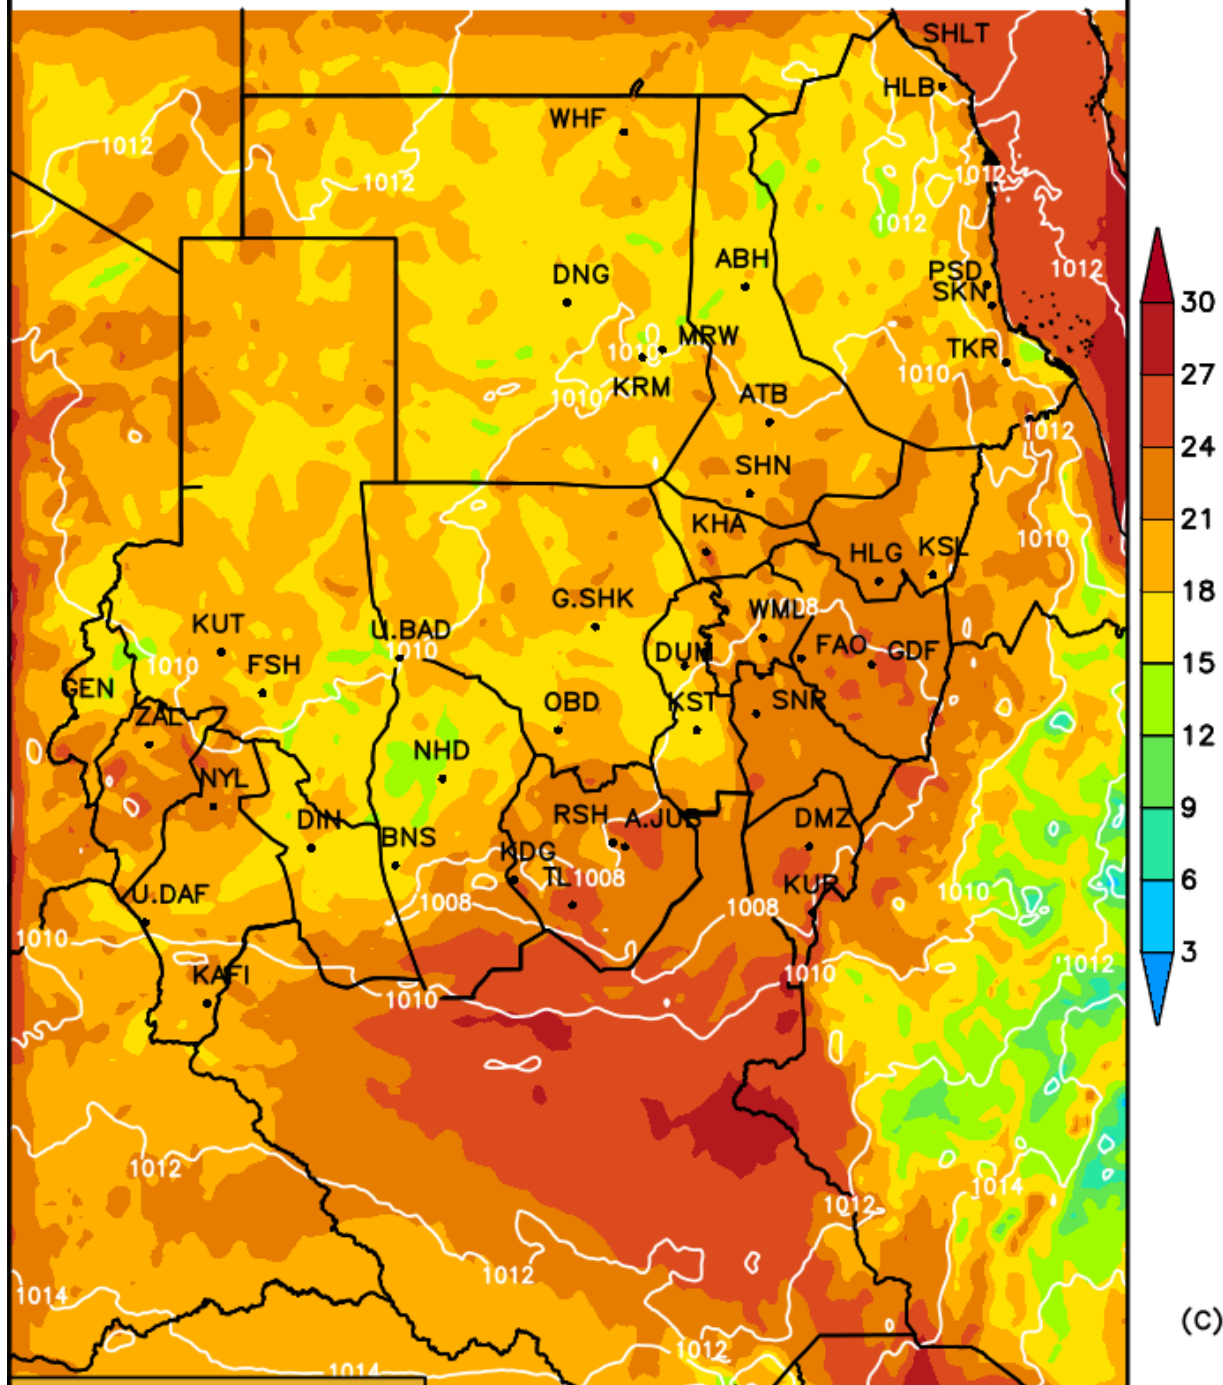 SHLT
HLB
WHF
1012
1012
1012
1012
ABH
1012
DNG
PSD
SKN
30
MRW
1010
TKR
27
1010
KRM
1010
ATB
1012
24
SHN
KHA
21
1010
HLG
KSL
18
G.SHK
KUT
U.BAD
1010
1010
FSH
DUM
FAO
GDF
15
GEN
OBD
KST
SNR
ZAL
12
NHD
NYL
RSH
A.JUB
DMZ
9
DIN
BNS
KDG
TL
1008
KUR
6
U.DAF
1008
1008
1010
1010
3
1012
KAFI
1010
1010
1012
1014
1012
1012
1014
(C)
1012
1014